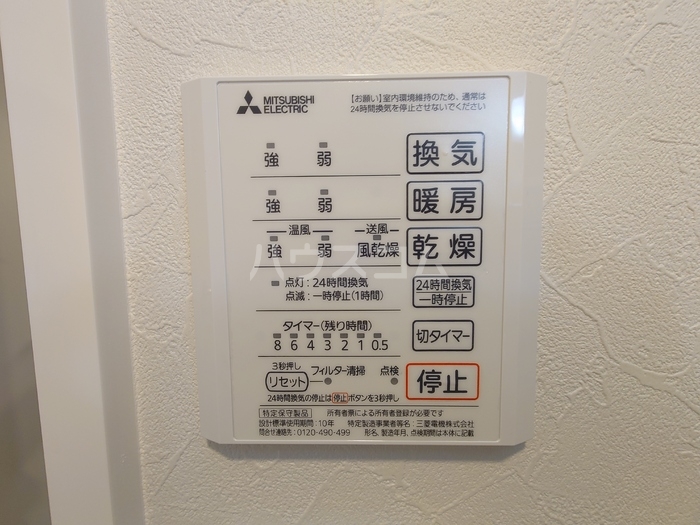 MITSUBISHI
ELECTRIC
【お願い】室内環境維持のため、通常は
24時間換気を停止させないでください
強 弱 換気
強 弱 暖房
温風 送風
強 弱 風乾燥 乾燥
点灯：24時間換気
点滅：一時停止(1時間)
24時間換気
一時停止
タイマー(残り時間)
8 6 4 3 2 1 0.5
切タイマー
3秒押し
リセット フィルター清掃 点検
停止
24時間換気の停止は停止ボタンを3秒押し
特定保守製品 所有者票による所有者登録が必要です
設計標準使用期間：10年 特定製造事業者等名：三菱電機株式会社
問合せ連絡先：0120-490-499 形名、製造年月、点検期間は本体に記載
ハウスコム